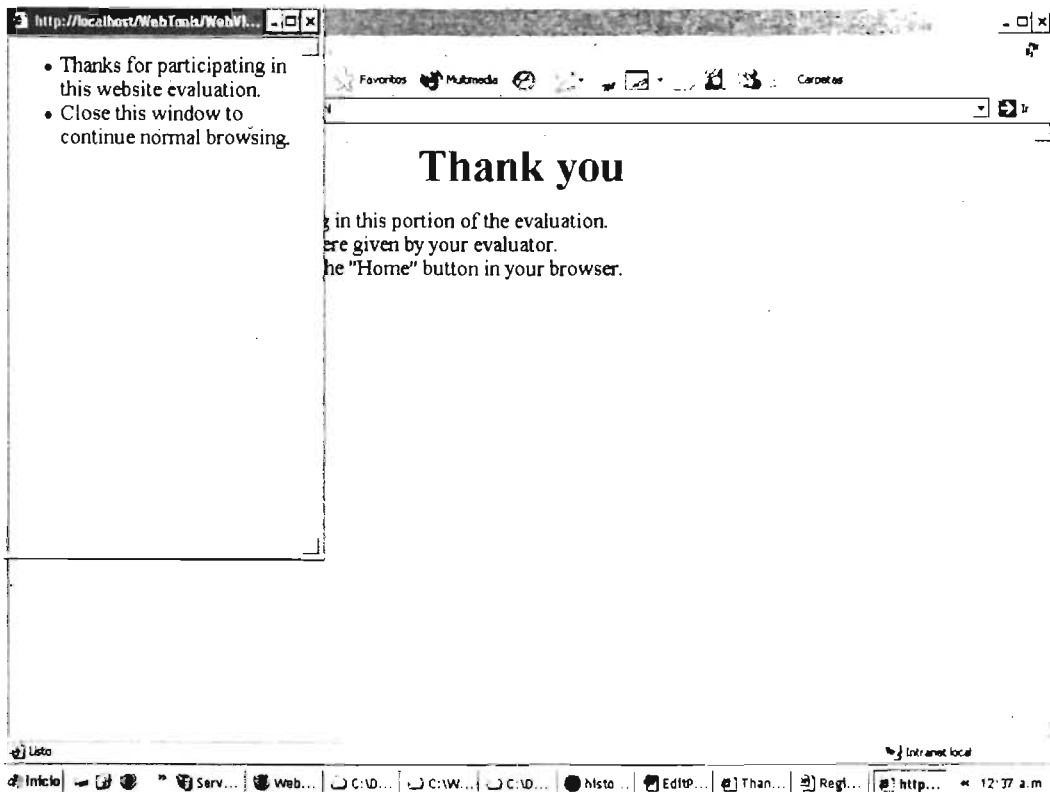 http://localhost/WebTools/WebVI...
• Thanks for participating in
this website evaluation.
• Close this window to
continue normal browsing.
Favoritos Multimedia Carpetas
Ir
Thank you
in this portion of the evaluation.
ere given by your evaluator.
he "Home" button in your browser.
Listo
Intranet local
Inicio » Serv... Web... C:\D... C:\W... C:\D... histo .. EditP... Than... Regi... http... « 12:37 a.m